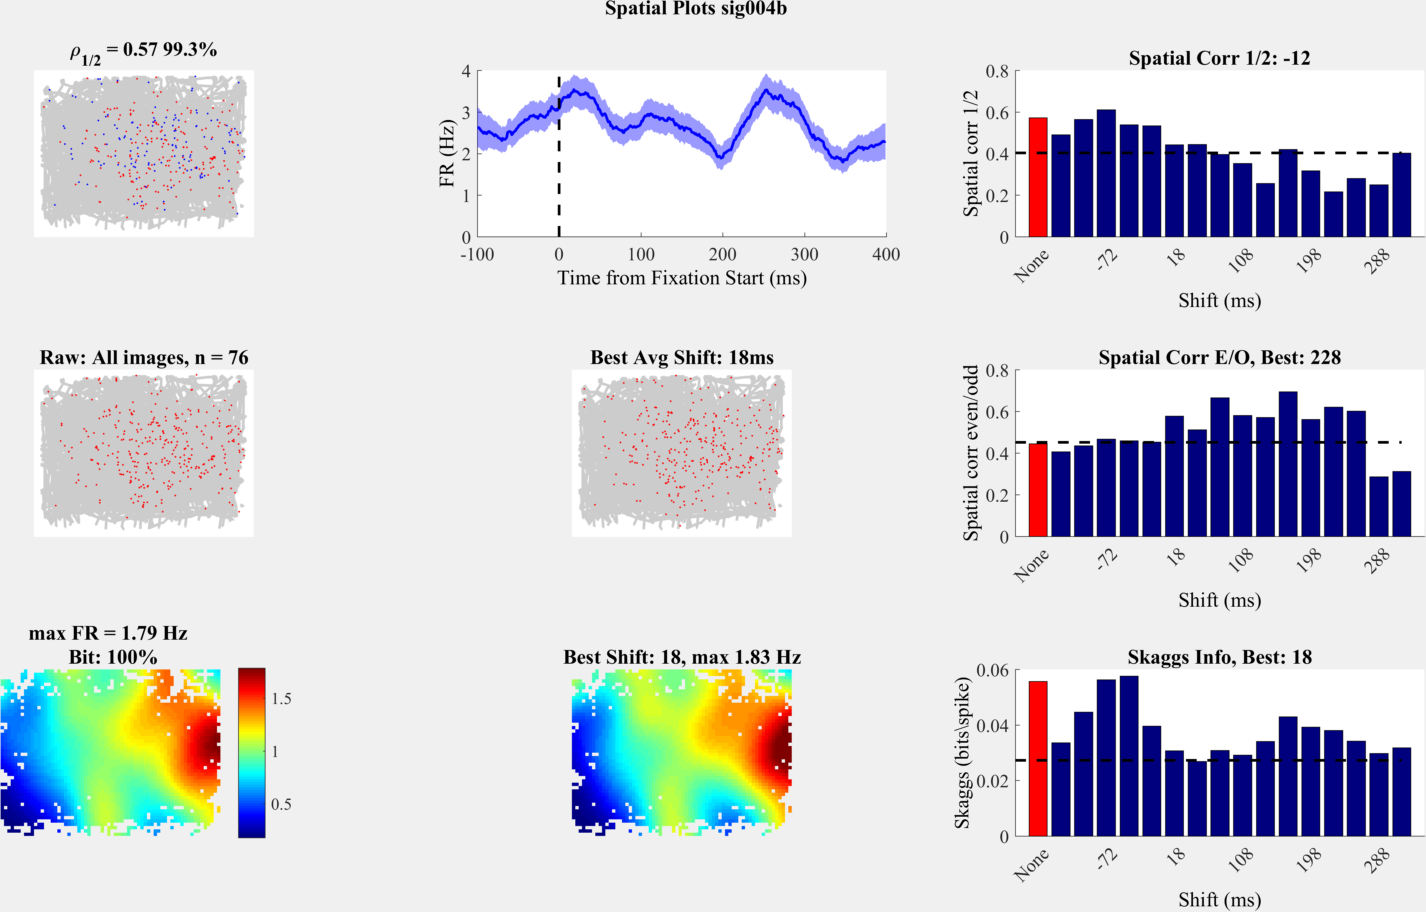 Spatial Plots sig004b
ρ1/2 = 0.57 99.3%
4
3
2
1
0
FR (Hz)
-100
0
100
200
300
400
Time from Fixation Start (ms)
Spatial Corr 1/2: -12
0.8
0.6
0.4
0.2
0
Spatial corr 1/2
None
-72
18
108
198
288
Shift (ms)
Raw: All images, n = 76
Best Avg Shift: 18ms
Spatial Corr E/O, Best: 228
0.8
0.6
0.4
0.2
0
Spatial corr even/odd
None
-72
18
108
198
288
Shift (ms)
max FR = 1.79 Hz
Bit: 100%
1.5
1
0.5
Best Shift: 18, max 1.83 Hz
Skaggs Info, Best: 18
0.06
0.04
0.02
0
Skaggs (bits\spike)
None
-72
18
108
198
288
Shift (ms)